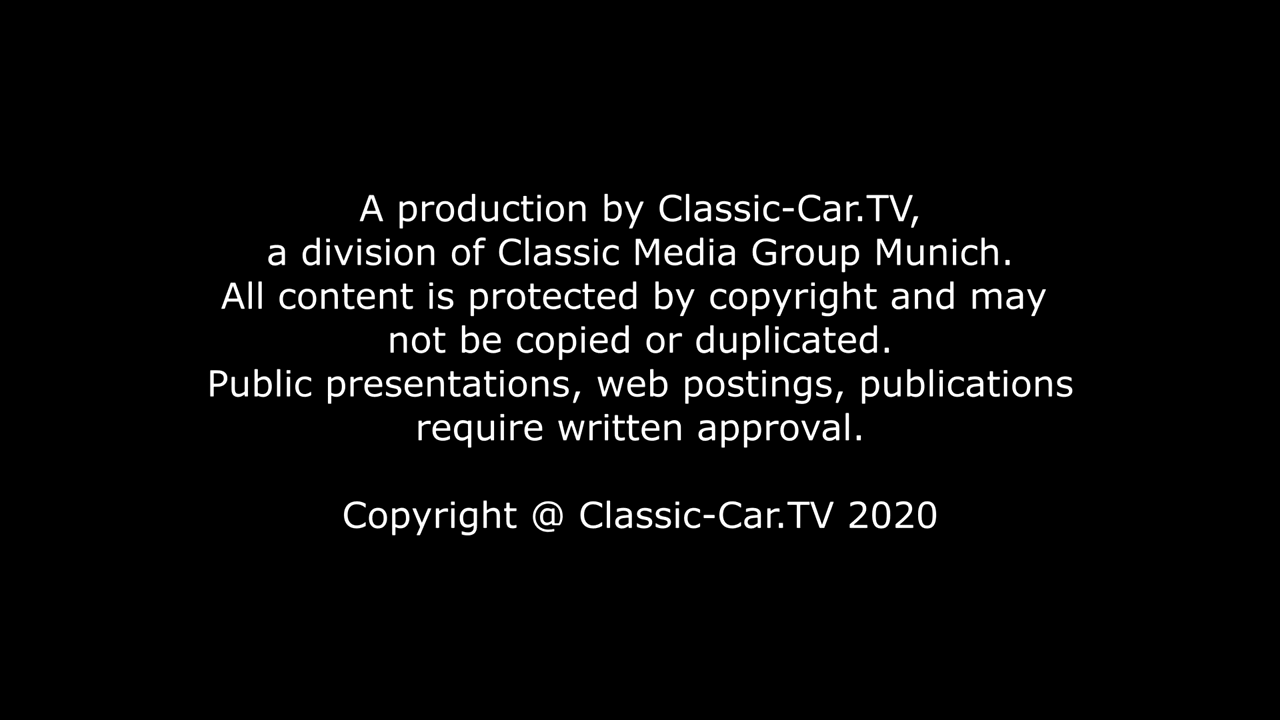 A production by Classic-Car.TV,
a division of Classic Media Group Munich.
All content is protected by copyright and may
not be copied or duplicated.
Public presentations, web postings, publications
require written approval.
Copyright @ Classic-Car.TV 2020